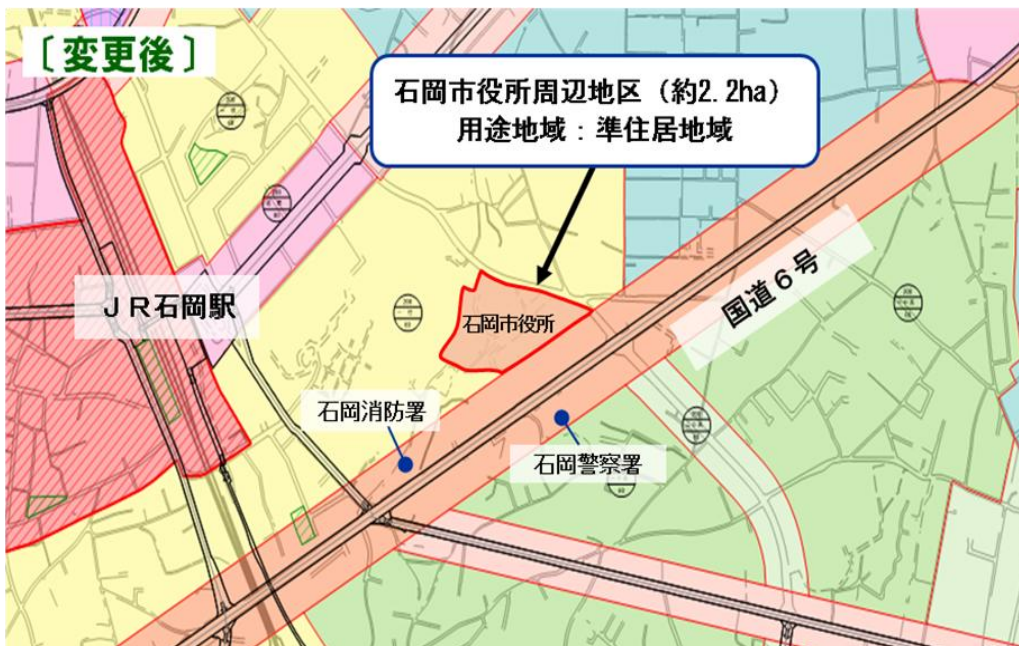 ［変更後］
石岡市役所周辺地区（約2.2ha）
用途地域：準住居地域
ＪＲ石岡駅
石岡市役所
国道６号
石岡消防署
石岡警察署